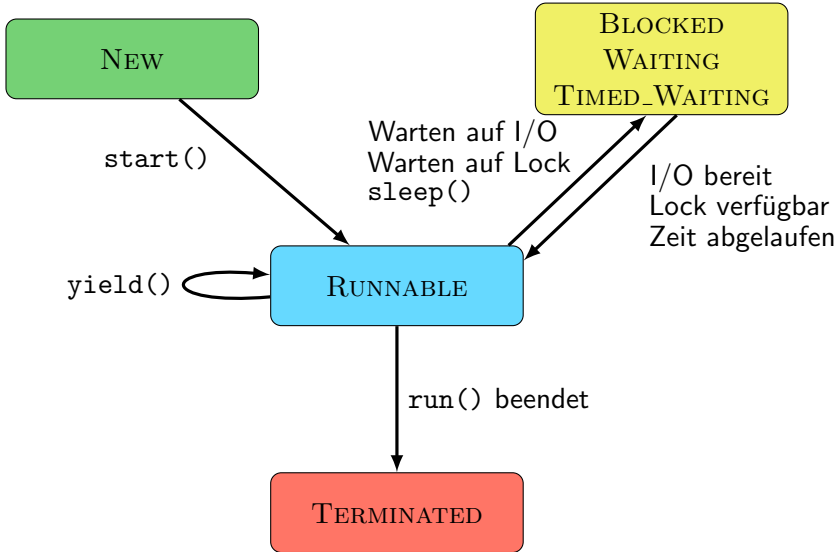 New
Blocked
Waiting
Timed_Waiting
start()
Warten auf I/O
Warten auf Lock
sleep()
I/O bereit
Lock verfügbar
Zeit abgelaufen
yield()
Runnable
run() beendet
Terminated